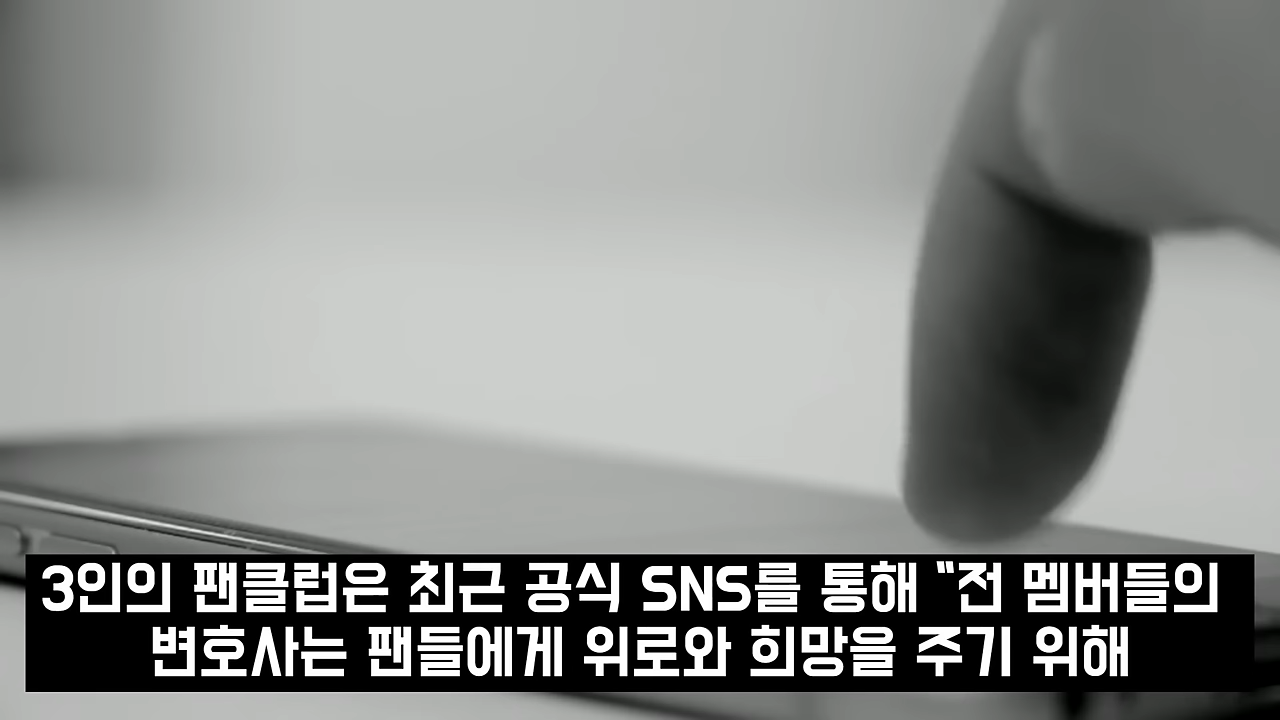 3인의 팬클럽은 최근 공식 SNS를 통해 “전 멤버들의
변호사는 팬들에게 위로와 희망을 주기 위해